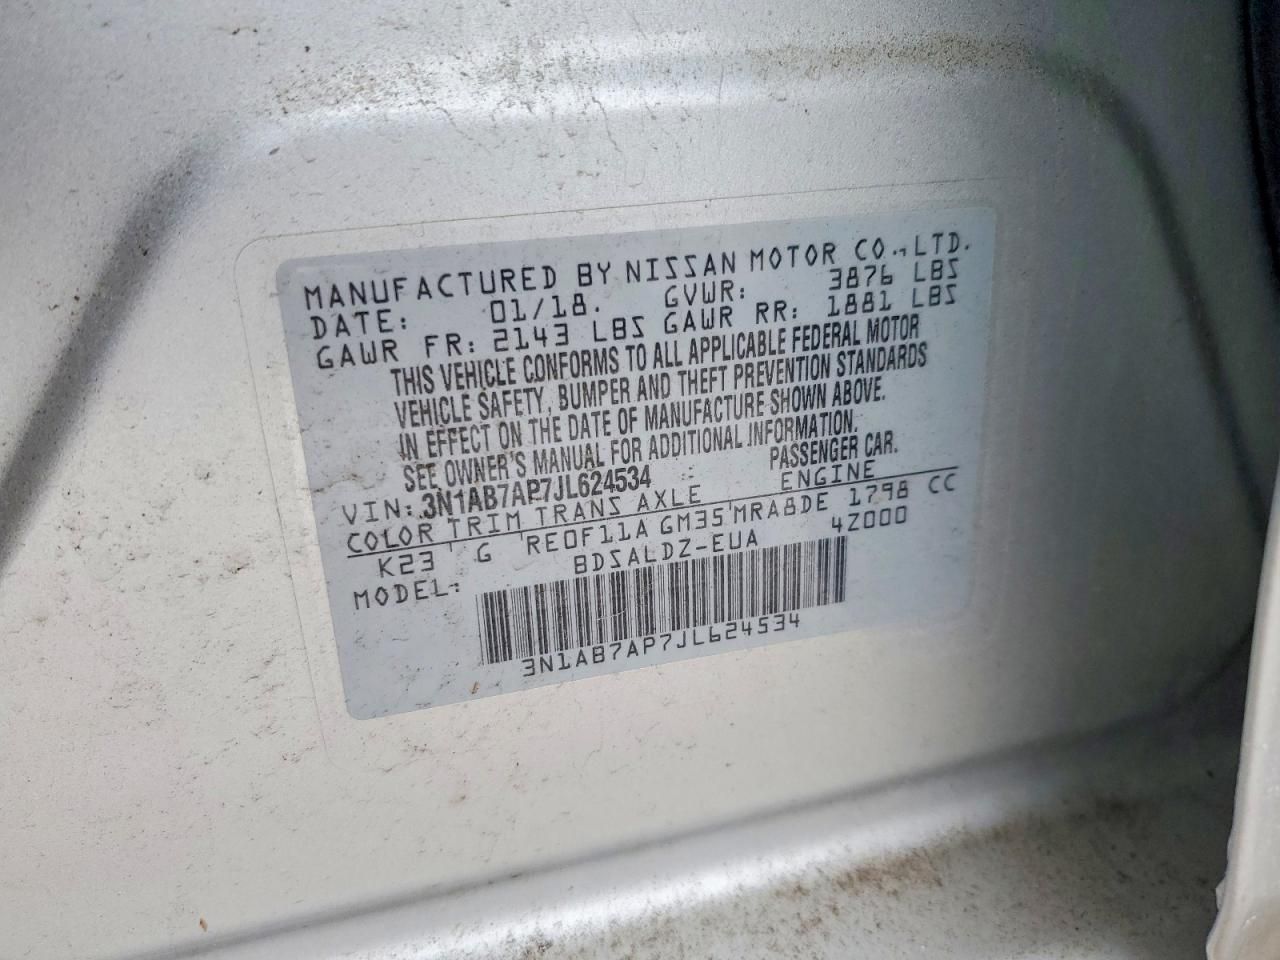 MANUFACTURED BY NISSAN MOTOR CO., LTD.
DATE: 01/18. GVWR: 3876 LBS
GAWR FR: 2143 LBS GAWR RR: 1881 LBS
THIS VEHICLE CONFORMS TO ALL APPLICABLE FEDERAL MOTOR
VEHICLE SAFETY, BUMPER AND THEFT PREVENTION STANDARDS
IN EFFECT ON THE DATE OF MANUFACTURE SHOWN ABOVE.
SEE OWNER'S MANUAL FOR ADDITIONAL INFORMATION.
VIN: 3N1AB7AP7JL624534 PASSENGER CAR.
COLOR TRIM TRANS AXLE ENGINE
K23 G RE0F11A GM35 MRA8DE 1798 CC
MODEL: BDSALDZ-EUA 4Z000
3N1AB7AP7JL624534